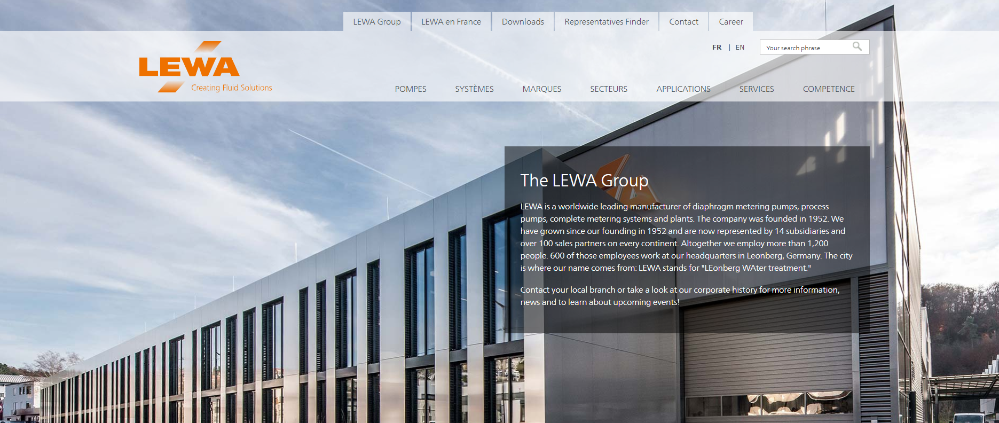 LEWA Group
LEWA en France
Downloads
Representatives Finder
Contact
Career
FR | EN
Your search phrase
LEWA
Creating Fluid Solutions
POMPES
SYSTÈMES
MARQUES
SECTEURS
APPLICATIONS
SERVICES
COMPETENCE
The LEWA Group
LEWA is a worldwide leading manufacturer of diaphragm metering pumps, process
pumps, complete metering systems and plants. The company was founded in 1952. We
have grown since our founding in 1952 and are now represented by 14 subsidiaries and
over 100 sales partners on every continent. Altogether we employ more than 1,200
people. 600 of those employees work at our headquarters in Leonberg, Germany. The city
is where our name comes from: LEWA stands for "LEonberg WAter treatment."
Contact your local branch or take a look at our corporate history for more information,
news and to learn about upcoming events!